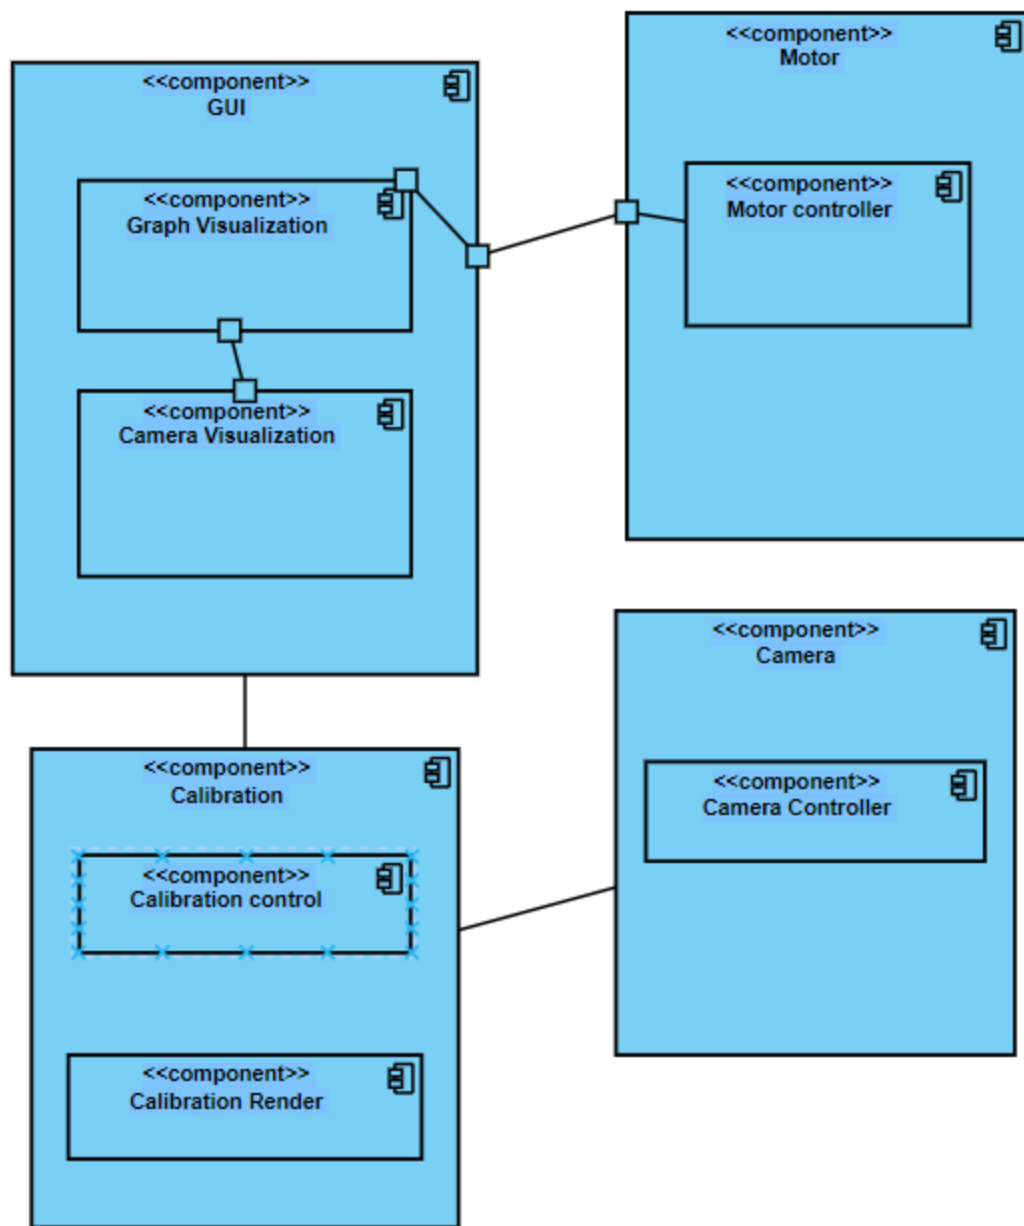 <<component>>
GUI
<<component>>
Graph Visualization
<<component>>
Camera Visualization
<<component>>
Motor
<<component>>
Motor controller
<<component>>
Calibration
<<component>>
Calibration control
<<component>>
Calibration Render
<<component>>
Camera
<<component>>
Camera Controller